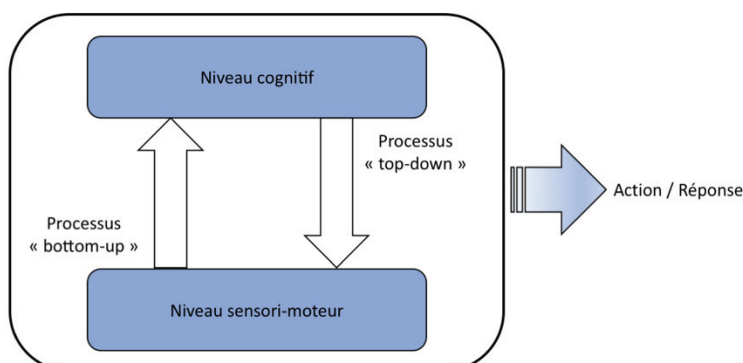 Niveau cognitif
Processus
« top-down »
Action / Réponse
Processus
« bottom-up »
Niveau sensori-moteur